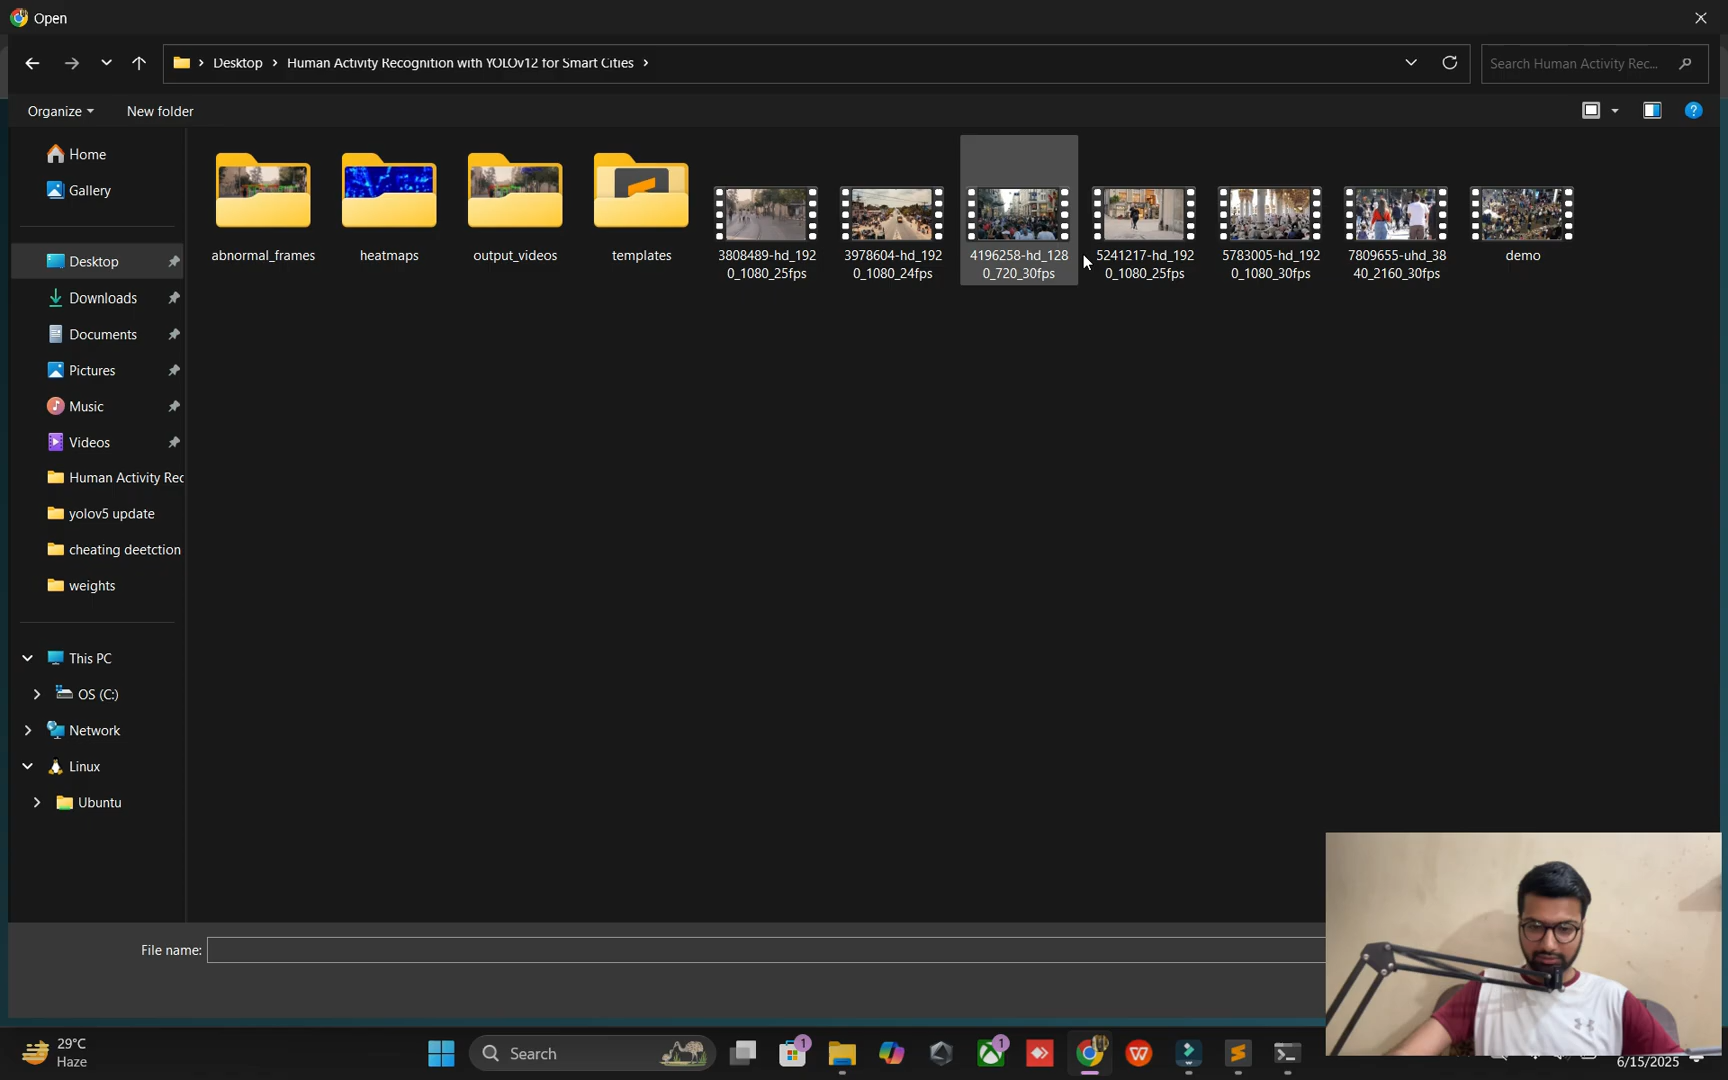 Open
Desktop > Human Activity Recognition with YOLOv12 for Smart Cities >
Search Human Activity Rec...
Organize
New folder
Home
Gallery
Desktop
Downloads
Documents
Pictures
Music
Videos
Human Activity Rec
yolov5 update
cheating deetction
weights
This PC
OS (C:)
Network
Linux
Ubuntu
abnormal_frames
heatmaps
output_videos
templates
3808489-hd_192
0_1080_25fps
3978604-hd_192
0_1080_24fps
4196258-hd_128
0_720_30fps
5241217-hd_192
0_1080_25fps
5783005-hd_192
0_1080_30fps
7809655-uhd_38
40_2160_30fps
demo
File name:
29°C
Haze
Search
1
1
6/15/2025